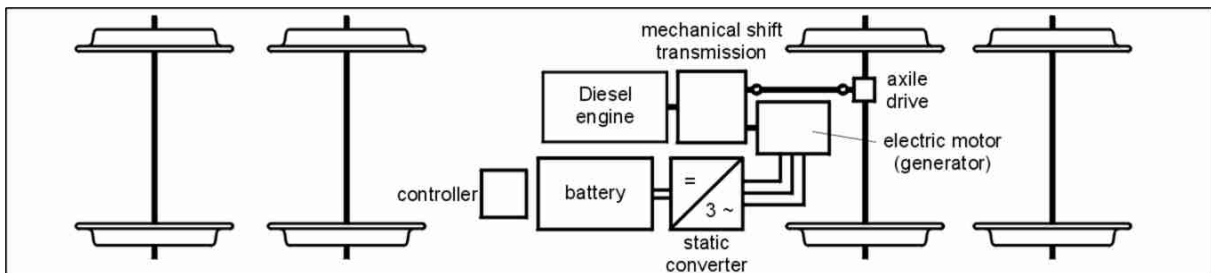 mechanical shift
transmission
Diesel
engine
axile
drive
electric motor
(generator)
controller
battery
=
3 ~
static
converter